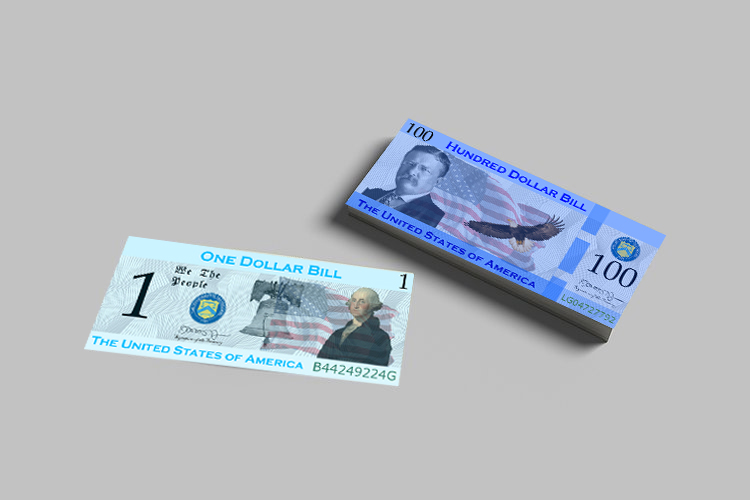 ONE DOLLAR BILL
1
1
We The
People
THE UNITED STATES OF AMERICA
B44249224G
100
HUNDRED DOLLAR BILL
THE UNITED STATES OF AMERICA
100
LG04727792